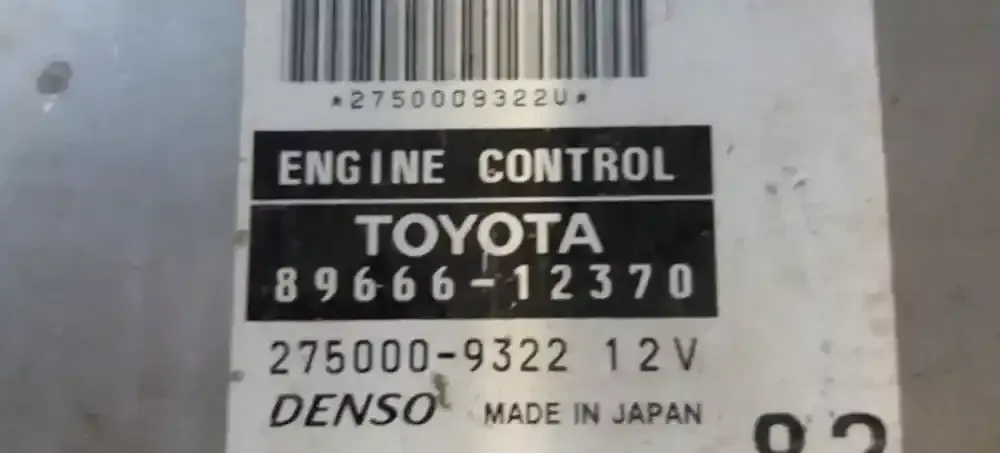 *2750009322U*
ENGINE CONTROL
TOYOTA
89666-12370
275000-9322 12V
DENSO MADE IN JAPAN